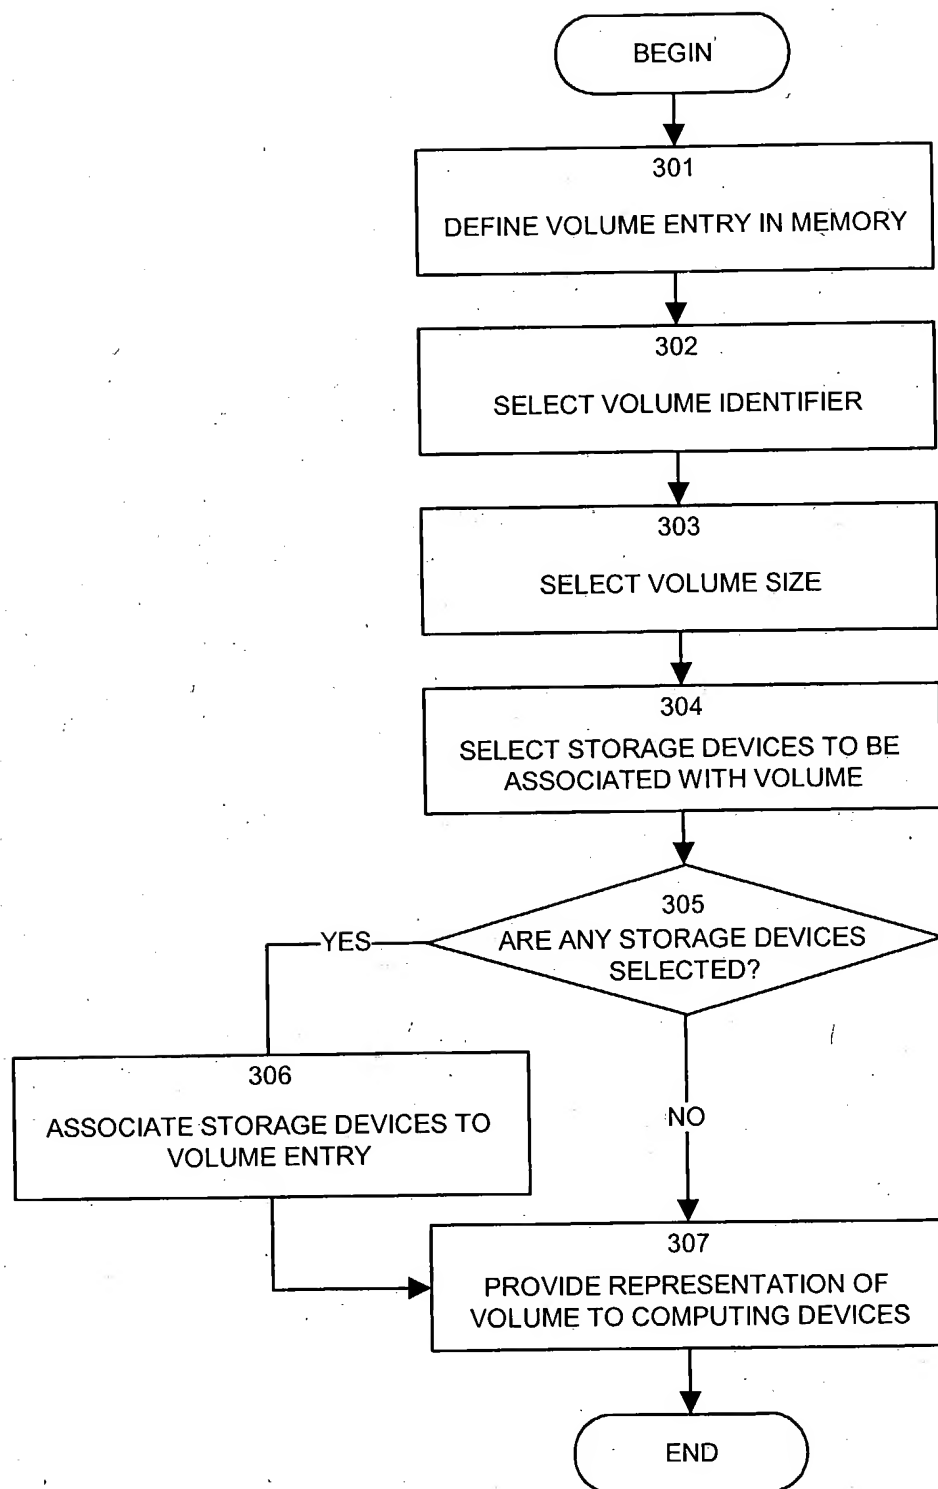 BEGIN
301
DEFINE VOLUME ENTRY IN MEMORY
302
SELECT VOLUME IDENTIFIER
303
SELECT VOLUME SIZE
304
SELECT STORAGE DEVICES TO BE
ASSOCIATED WITH VOLUME
305
ARE ANY STORAGE DEVICES
SELECTED?
YES
306
ASSOCIATE STORAGE DEVICES TO
VOLUME ENTRY
NO
307
PROVIDE REPRESENTATION OF
VOLUME TO COMPUTING DEVICES
END